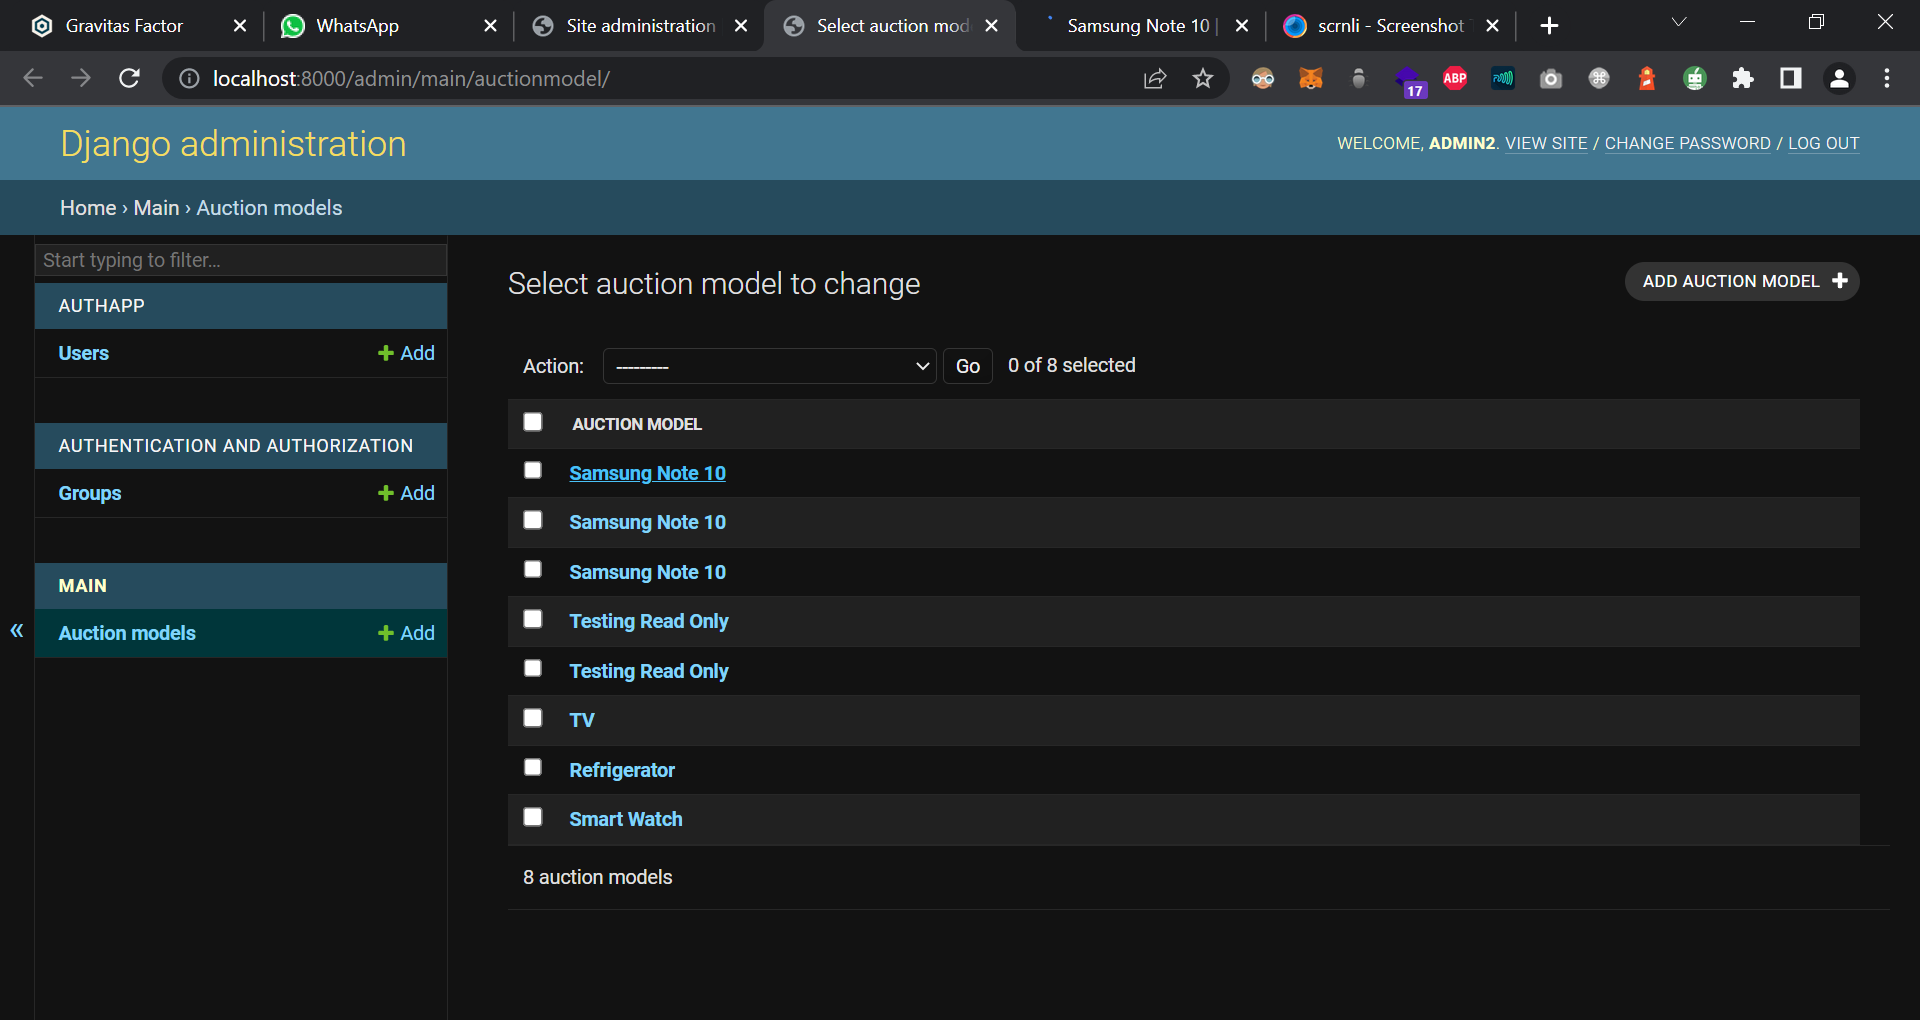 Gravitas Factor
WhatsApp
Site administration
Select auction mod
Samsung Note 10 |
scrnli - Screenshot
localhost:8000/admin/main/auctionmodel/
17
ABP
Django administration
WELCOME, ADMIN2. VIEW SITE / CHANGE PASSWORD / LOG OUT
Home › Main › Auction models
Start typing to filter...
AUTHAPP
Users
+ Add
AUTHENTICATION AND AUTHORIZATION
Groups
+ Add
MAIN
Auction models
+ Add
«
Select auction model to change
ADD AUCTION MODEL +
Action: --------- Go 0 of 8 selected
AUCTION MODEL
Samsung Note 10
Samsung Note 10
Samsung Note 10
Testing Read Only
Testing Read Only
TV
Refrigerator
Smart Watch
8 auction models